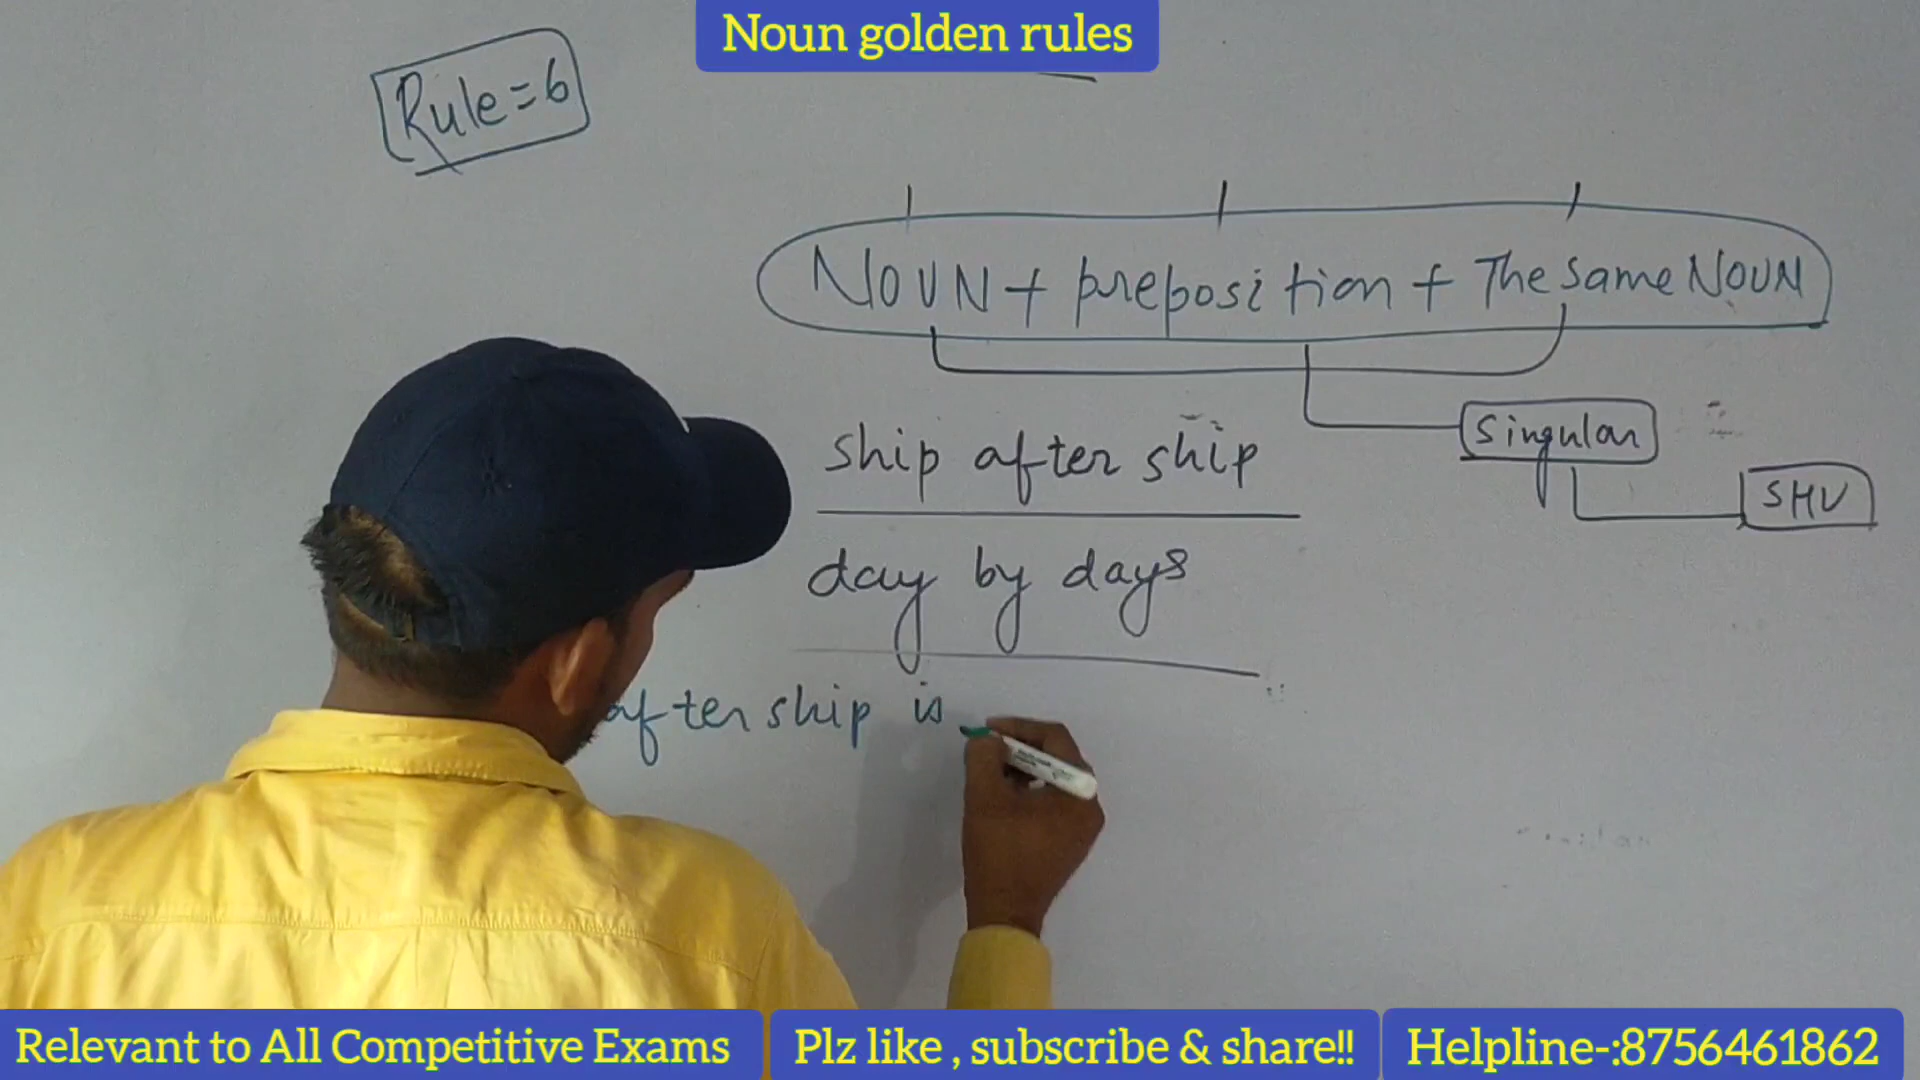 Noun golden rules
Rule=6
NOUN + preposition + The same NOUN
Singular
ship after ship
SHV
day by days
after ship is
Relevant to All Competitive Exams
Plz like , subscribe & share!!
Helpline-:8756461862